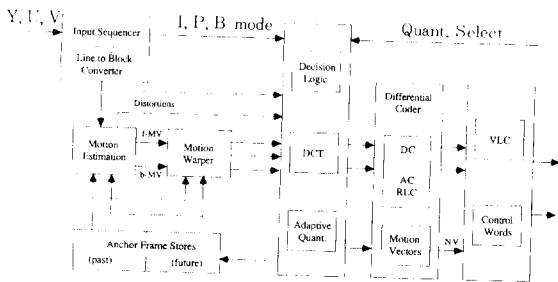 Y, U, V
I, P, B mode
Quant, Select
Input Sequencer
Line to Block
Converter
Decision
Logic
Distortions
Differential
Coder
f-MV
Motion
Estimation
b-MV
Motion
Warper
DCT
DC
AC
RLC
VLC
Adaptive
Quant.
Motion
Vectors
NV
Control
Words
Anchor Frame Stores
(past)
(future)